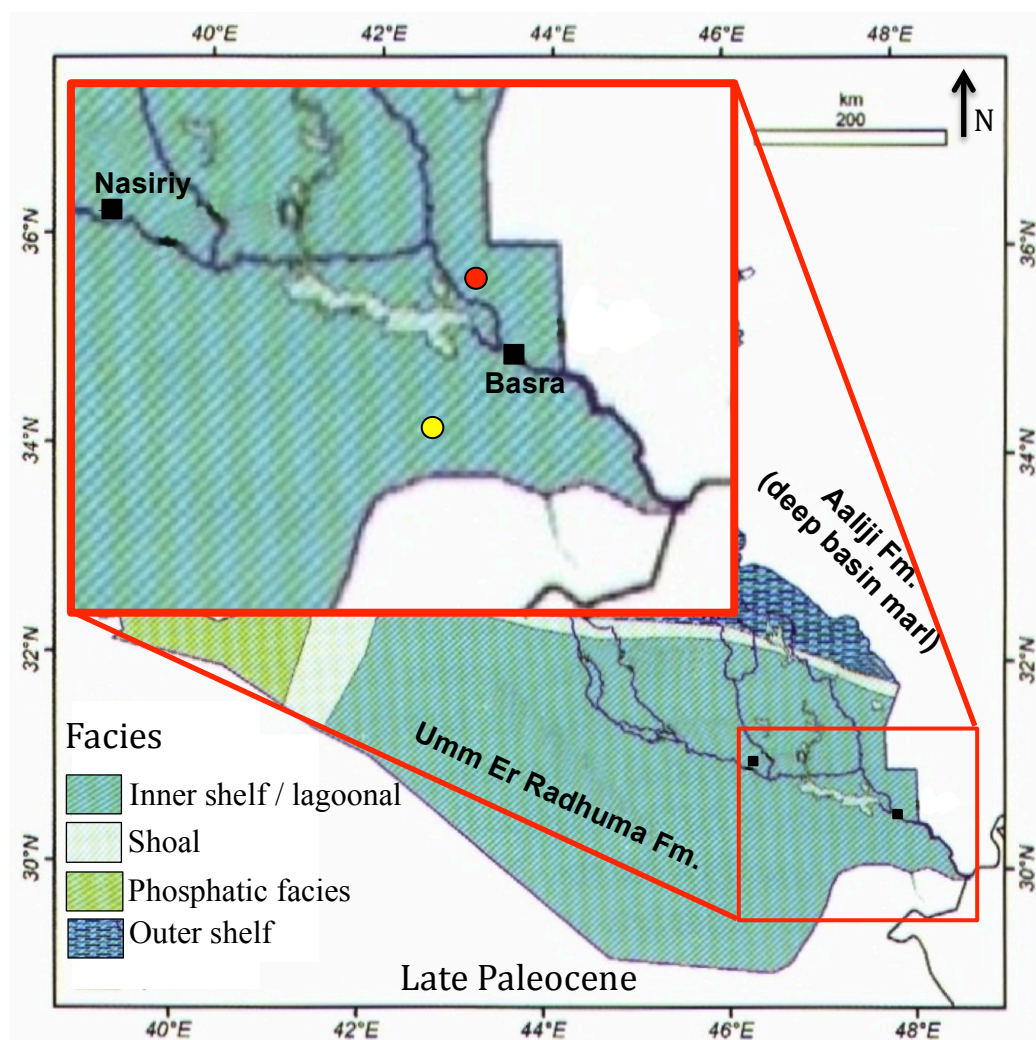 40°E 42°E 44°E 46°E 48°E
km
200
N
Nasiriy
Basra
36°N
36°N
34°N
34°N
Aaliji Fm.
(deep basin marl)
32°N
32°N
Umm Er Radhuma Fm.
Facies
Inner shelf / lagoonal
Shoal
Phosphatic facies
Outer shelf
30°N
30°N
Late Paleocene
40°E 42°E 44°E 46°E 48°E